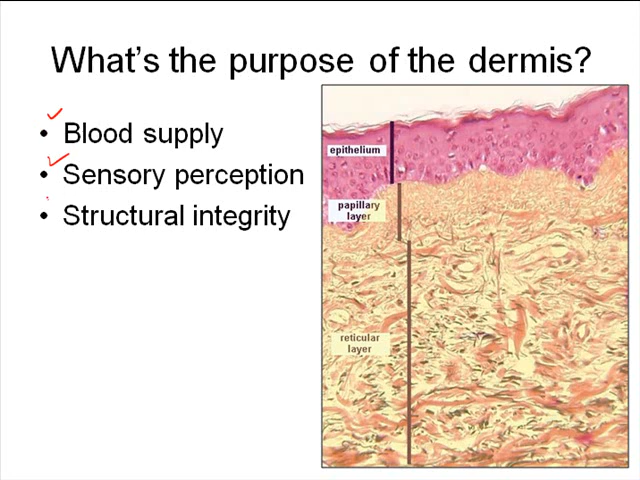 What's the purpose of the dermis?
• Blood supply
• Sensory perception
• Structural integrity
epithelium
papillary
layer
reticular
layer